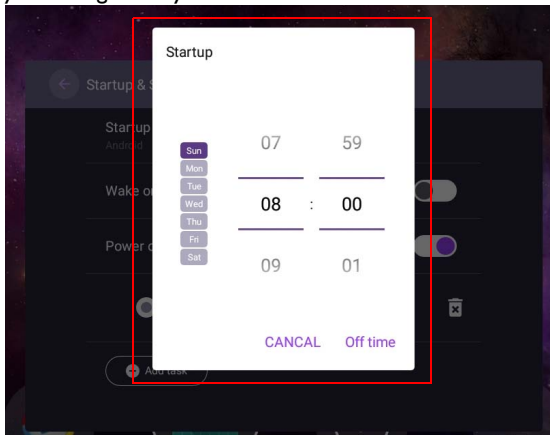 Startup
Startup & S
Startup
Android
07 59
Sun
Mon
Tue
Wed
Thu
Fri
Sat
Wake o
08 : 00
Power o
09 01
CANCAL Off time
Add task